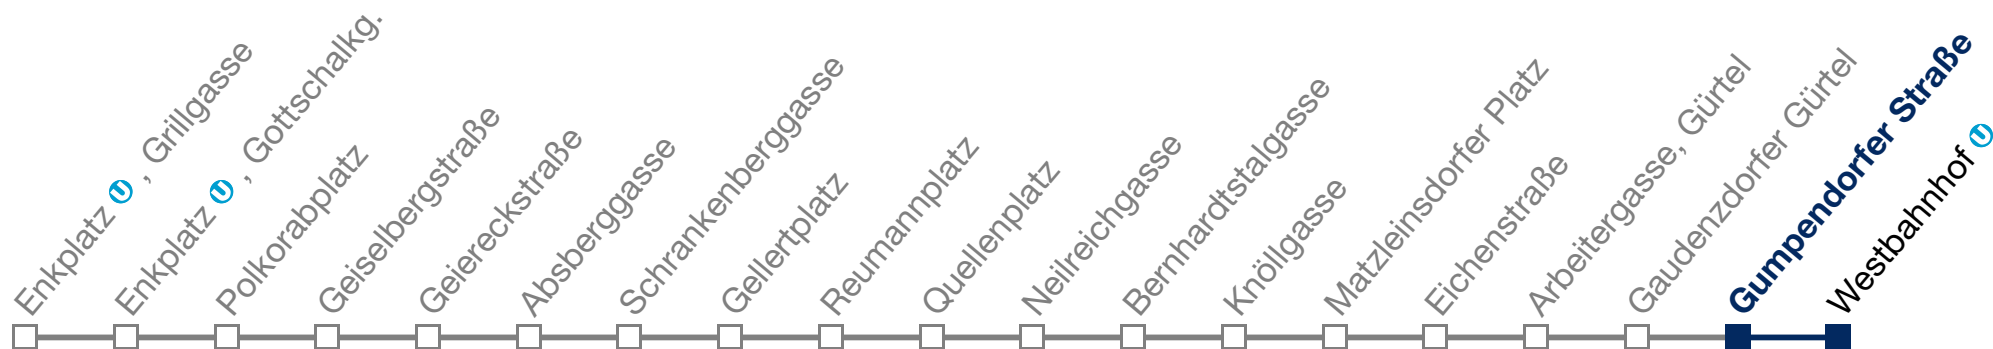 Enkplatz U , Grillgasse
Enkplatz U , Gottschalkg.
Polkorabplatz
Geiselbergstraße
Geiereckstraße
Absberggasse
Schrankenberggasse
Gellertplatz
Reumannplatz
Quellenplatz
Neilreichgasse
Bernhardtstalgasse
Knöllgasse
Matzleinsdorfer Platz
Eichenstraße
Arbeitergasse, Gürtel
Gaudenzdorfer Gürtel
Gumpendorfer Straße
Westbahnhof U